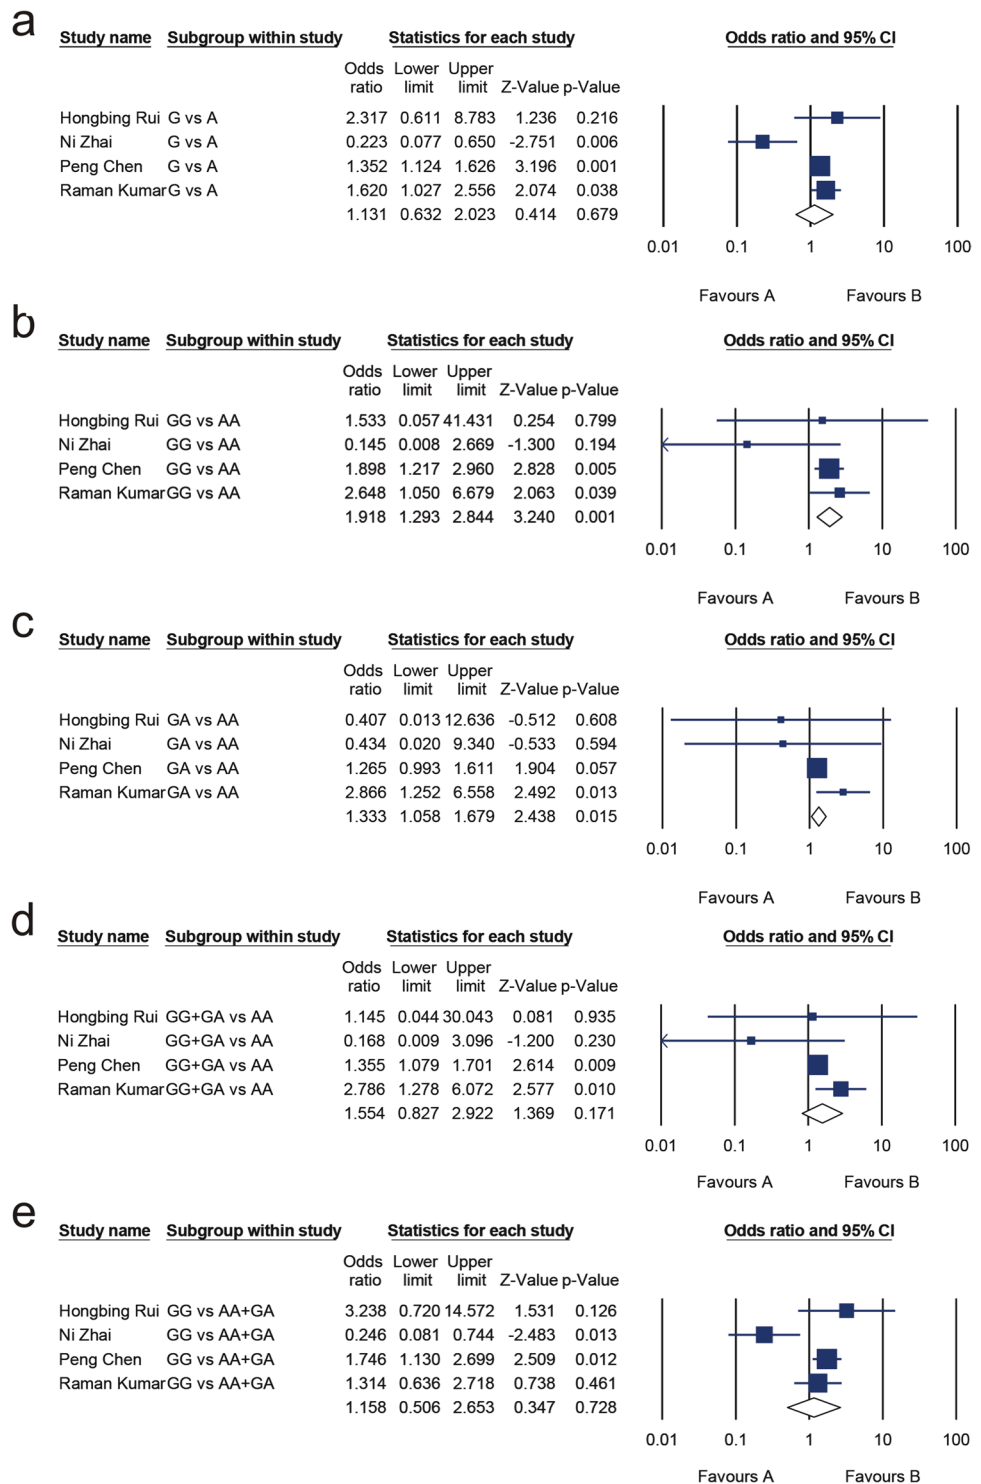 a
Study name Subgroup within study Statistics for each study Odds ratio and 95% CI
Odds Lower Upper
ratio limit limit Z-Value p-Value
Hongbing Rui G vs A 2.317 0.611 8.783 1.236 0.216
Ni Zhai G vs A 0.223 0.077 0.650 -2.751 0.006
Peng Chen G vs A 1.352 1.124 1.626 3.196 0.001
Raman Kumar G vs A 1.620 1.027 2.556 2.074 0.038
1.131 0.632 2.023 0.414 0.679
0.01 0.1 1 10 100
Favours A Favours B
b
Study name Subgroup within study Statistics for each study Odds ratio and 95% CI
Odds Lower Upper
ratio limit limit Z-Value p-Value
Hongbing Rui GG vs AA 1.533 0.057 41.431 0.254 0.799
Ni Zhai GG vs AA 0.145 0.008 2.669 -1.300 0.194
Peng Chen GG vs AA 1.898 1.217 2.960 2.828 0.005
Raman Kumar GG vs AA 2.648 1.050 6.679 2.063 0.039
1.918 1.293 2.844 3.240 0.001
0.01 0.1 1 10 100
Favours A Favours B
c
Study name Subgroup within study Statistics for each study Odds ratio and 95% CI
Odds Lower Upper
ratio limit limit Z-Value p-Value
Hongbing Rui GA vs AA 0.407 0.013 12.636 -0.512 0.608
Ni Zhai GA vs AA 0.434 0.020 9.340 -0.533 0.594
Peng Chen GA vs AA 1.265 0.993 1.611 1.904 0.057
Raman Kumar GA vs AA 2.866 1.252 6.558 2.492 0.013
1.333 1.058 1.679 2.438 0.015
0.01 0.1 1 10 100
Favours A Favours B
d
Study name Subgroup within study Statistics for each study Odds ratio and 95% CI
Odds Lower Upper
ratio limit limit Z-Value p-Value
Hongbing Rui GG+GA vs AA 1.145 0.044 30.043 0.081 0.935
Ni Zhai GG+GA vs AA 0.168 0.009 3.096 -1.200 0.230
Peng Chen GG+GA vs AA 1.355 1.079 1.701 2.614 0.009
Raman Kumar GG+GA vs AA 2.786 1.278 6.072 2.577 0.010
1.554 0.827 2.922 1.369 0.171
0.01 0.1 1 10 100
Favours A Favours B
e
Study name Subgroup within study Statistics for each study Odds ratio and 95% CI
Odds Lower Upper
ratio limit limit Z-Value p-Value
Hongbing Rui GG vs AA+GA 3.238 0.720 14.572 1.531 0.126
Ni Zhai GG vs AA+GA 0.246 0.081 0.744 -2.483 0.013
Peng Chen GG vs AA+GA 1.746 1.130 2.699 2.509 0.012
Raman Kumar GG vs AA+GA 1.314 0.636 2.718 0.738 0.461
1.158 0.506 2.653 0.347 0.728
0.01 0.1 1 10 100
Favours A Favours B